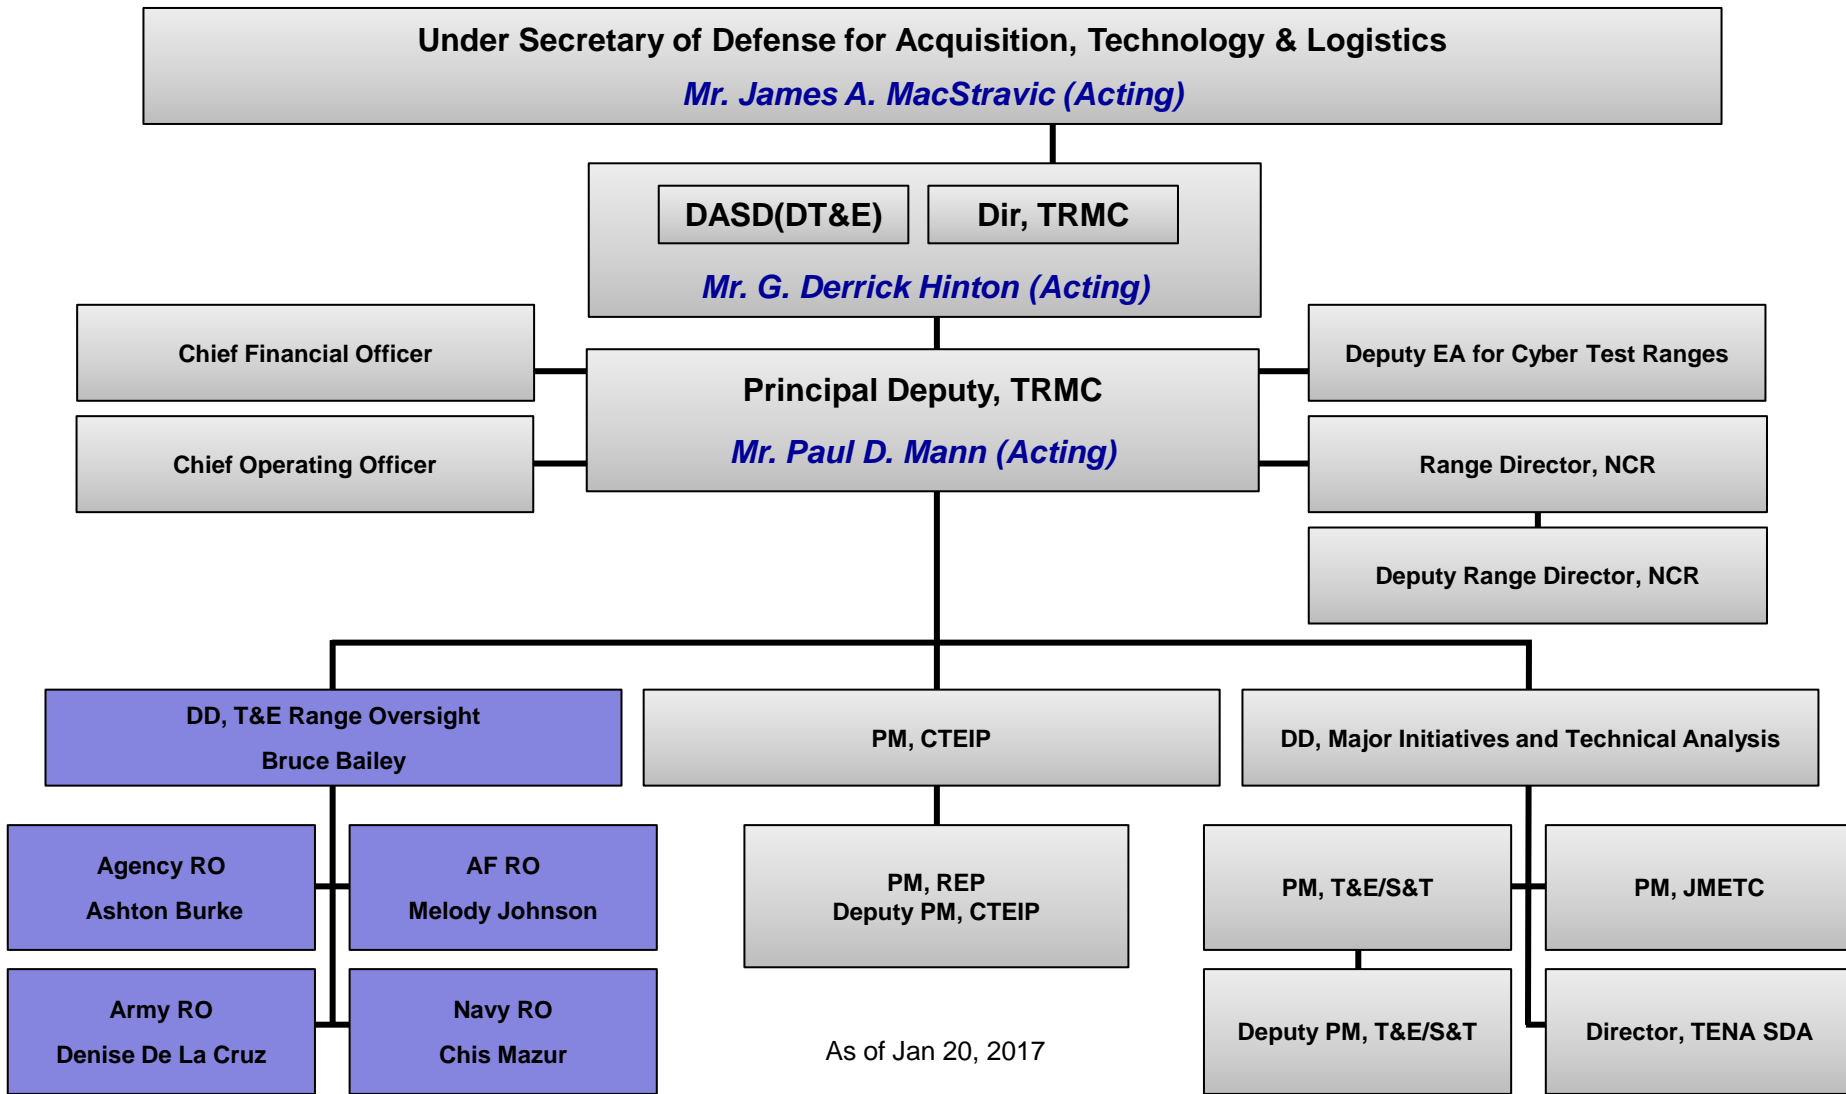 Under Secretary of Defense for Acquisition, Technology & Logistics
Mr. James A. MacStravic (Acting)
DASD(DT&E)
Dir, TRMC
Mr. G. Derrick Hinton (Acting)
Chief Financial Officer
Principal Deputy, TRMC
Mr. Paul D. Mann (Acting)
Deputy EA for Cyber Test Ranges
Chief Operating Officer
Range Director, NCR
Deputy Range Director, NCR
DD, T&E Range Oversight
Bruce Bailey
PM, CTEIP
DD, Major Initiatives and Technical Analysis
Agency RO
Ashton Burke
AF RO
Melody Johnson
PM, REP
Deputy PM, CTEIP
PM, T&E/S&T
PM, JMETC
Army RO
Denise De La Cruz
Navy RO
Chis Mazur
As of Jan 20, 2017
Deputy PM, T&E/S&T
Director, TENA SDA